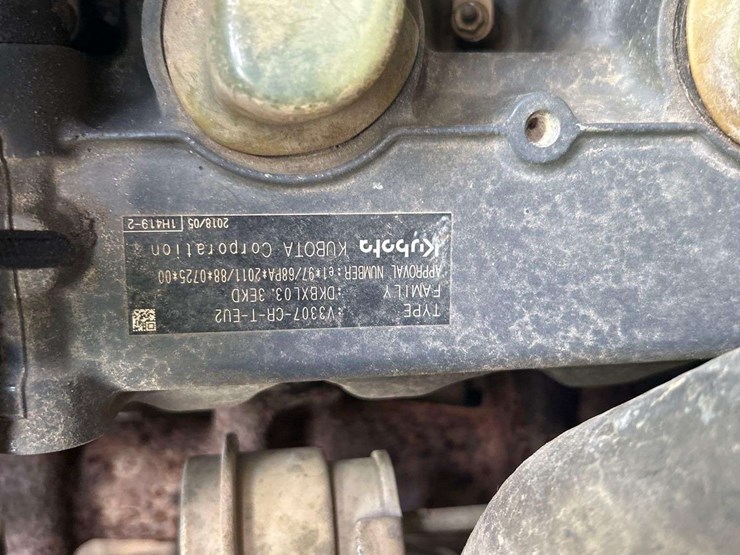 TYPE :V3307-CR-T-EU2
FAMILY :DKBXL03.3EKD
APPROVAL NUMBER:e1*97/68PA*2011/88*0725*00
Kubota KUBOTA Corporation
2018/05 1H419-2